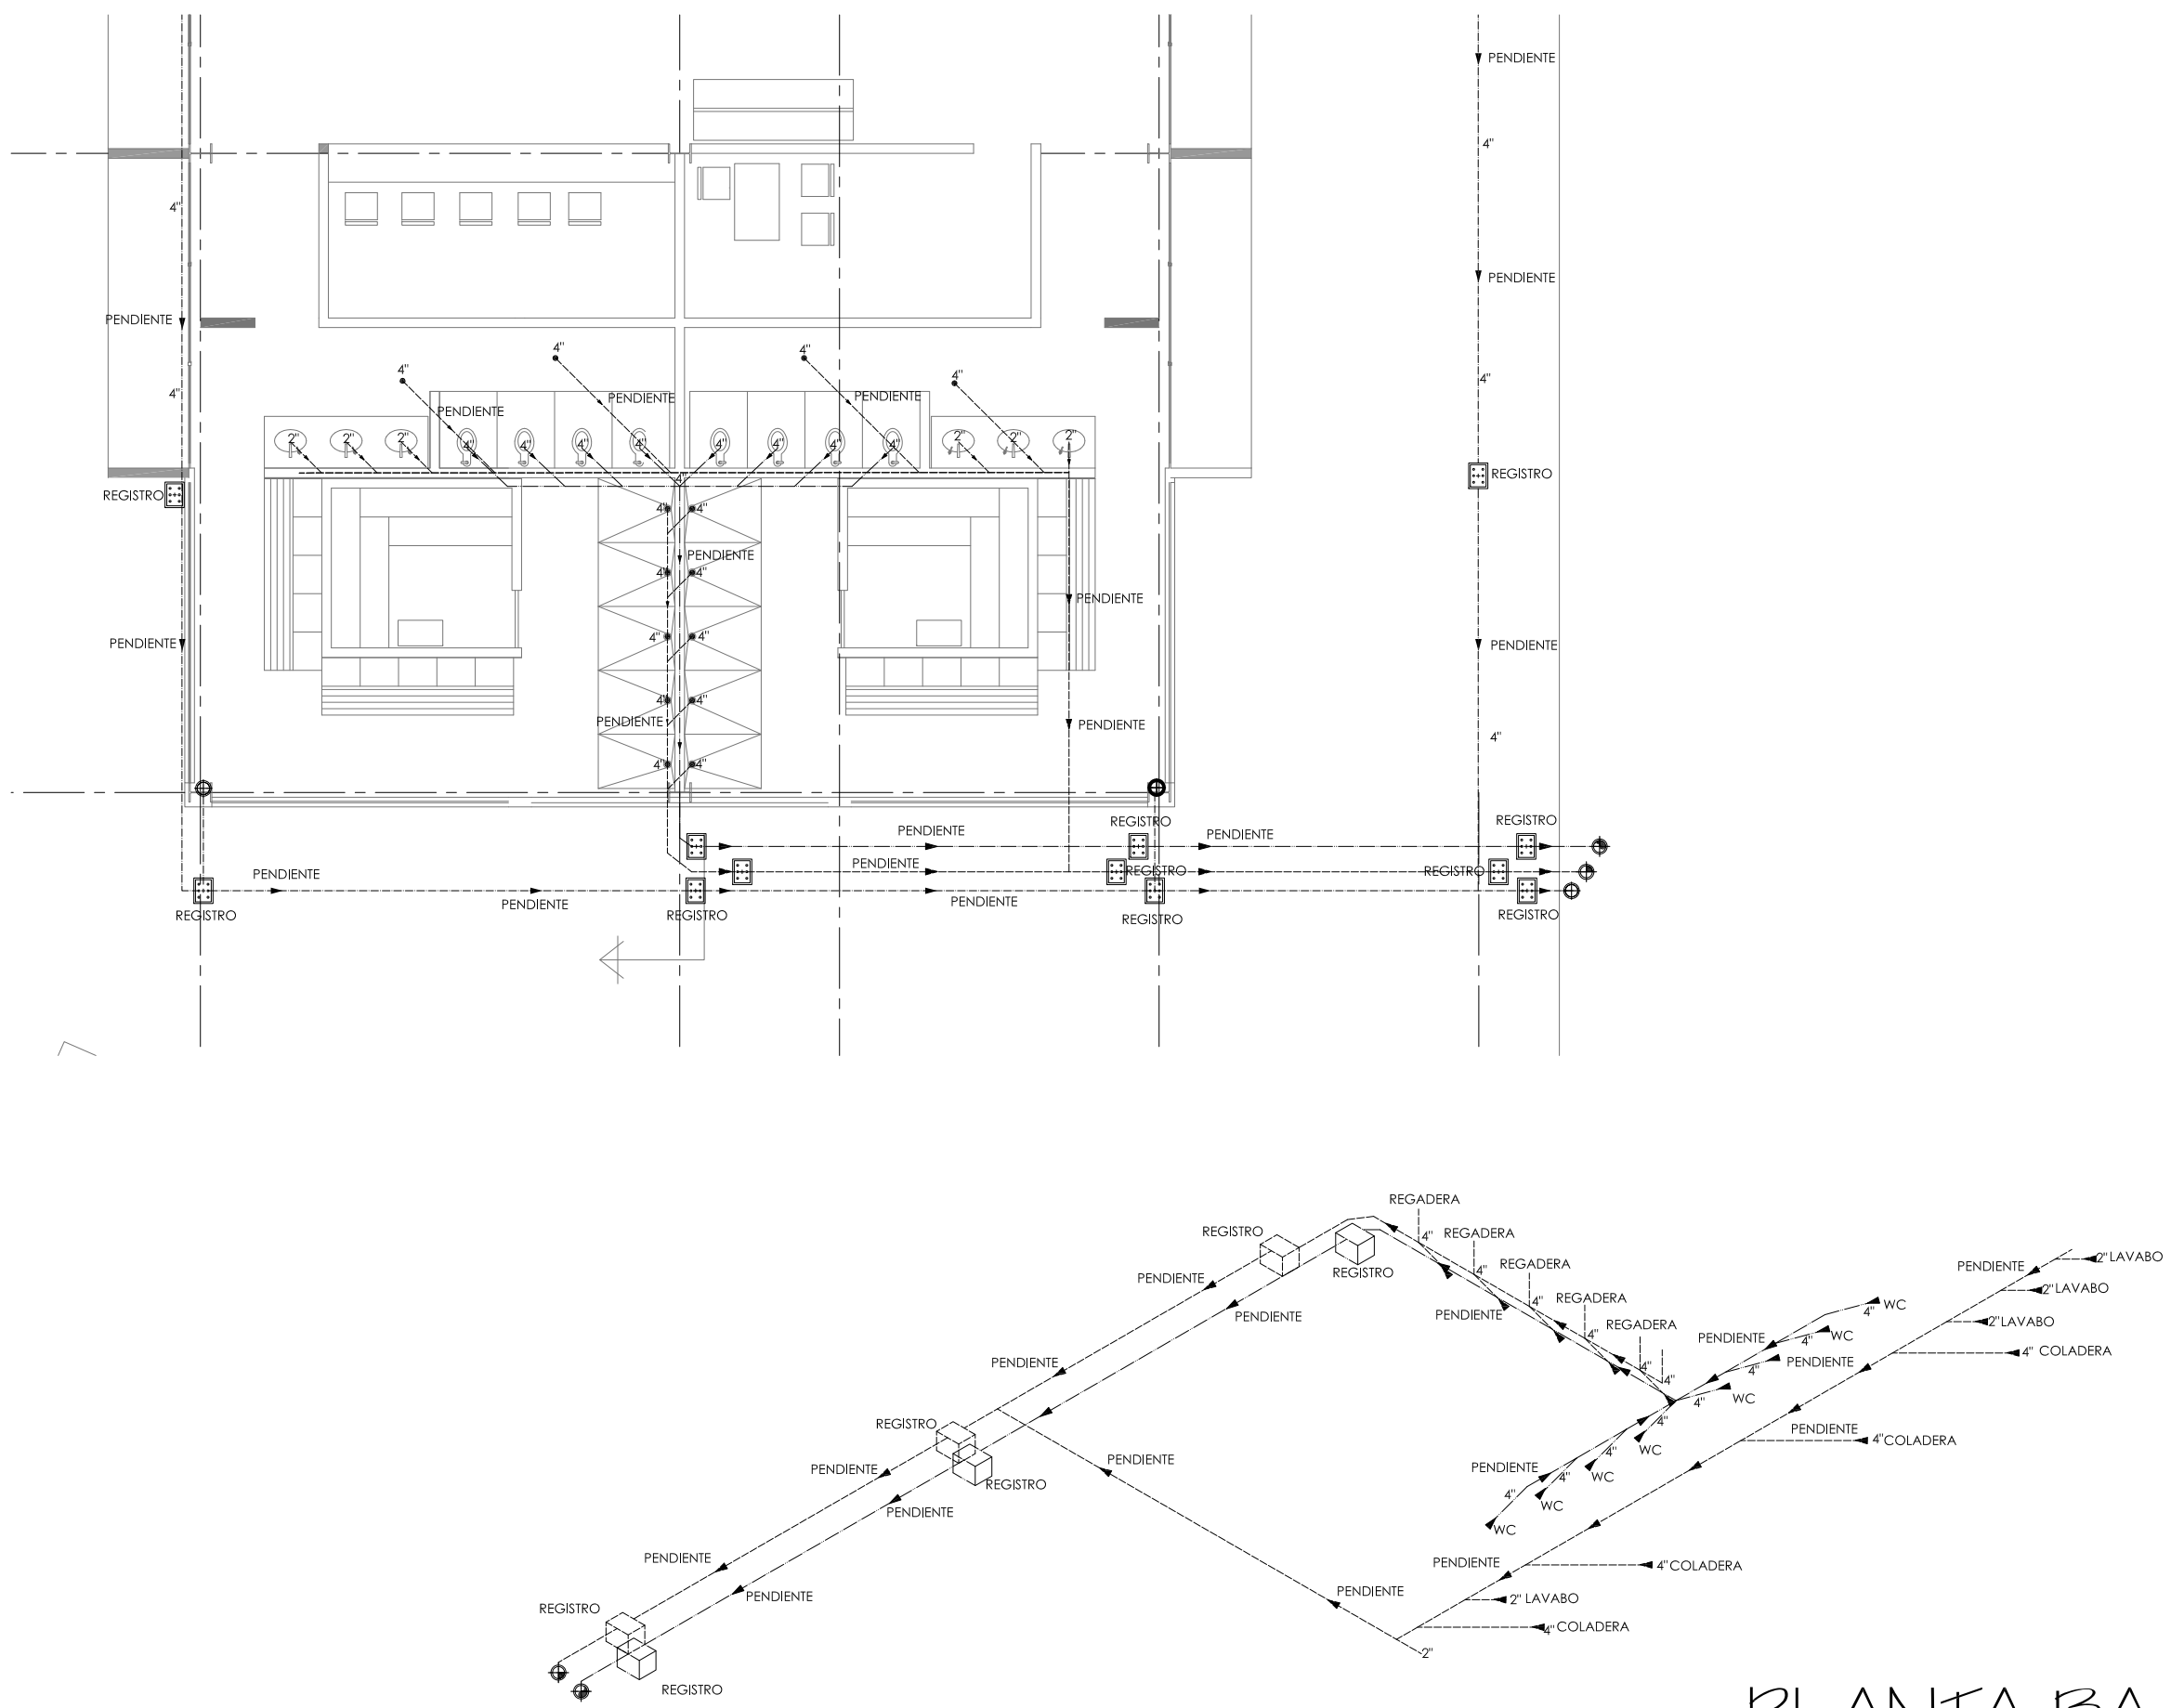 PENDIENTE
4"
4"
PENDIENTE
PENDIENTE
4"
4" 4" 4" 4"
4"
PENDIENTE PENDIENTE PENDIENTE
2" 2" 2" 4" 4" 4" 4" 4" 4" 4" 4" 2" 2" 2"
4"
REGISTRO
REGISTRO
4" 4"
PENDIENTE
4" 4"
PENDIENTE
4" 4"
PENDIENTE
PENDIENTE
4" 4"
PENDIENTE
PENDIENTE
4"
4" 4"
REGISTRO
REGISTRO
PENDIENTE
PENDIENTE
PENDIENTE
REGISTRO
REGISTRO
PENDIENTE
PENDIENTE
PENDIENTE
REGISTRO
REGISTRO
REGISTRO
REGISTRO
REGADERA
REGISTRO
4"
REGADERA
REGISTRO
PENDIENTE
4"
REGADERA
4"
REGADERA
4"
REGADERA
4"
4"
PENDIENTE
PENDIENTE
PENDIENTE
2" LAVABO
PENDIENTE
2" LAVABO
2" LAVABO
4" COLADERA
4" WC
4" WC
PENDIENTE
PENDIENTE
4"
4" WC
4"
WC
4"
WC
4"
WC
4"
WC
PENDIENTE
PENDIENTE
4" COLADERA
REGISTRO
REGISTRO
PENDIENTE
PENDIENTE
PENDIENTE
PENDIENTE
PENDIENTE
4" COLADERA
2" LAVABO
4" COLADERA
PENDIENTE
2"
PENDIENTE
REGISTRO
REGISTRO
PLANTA BA